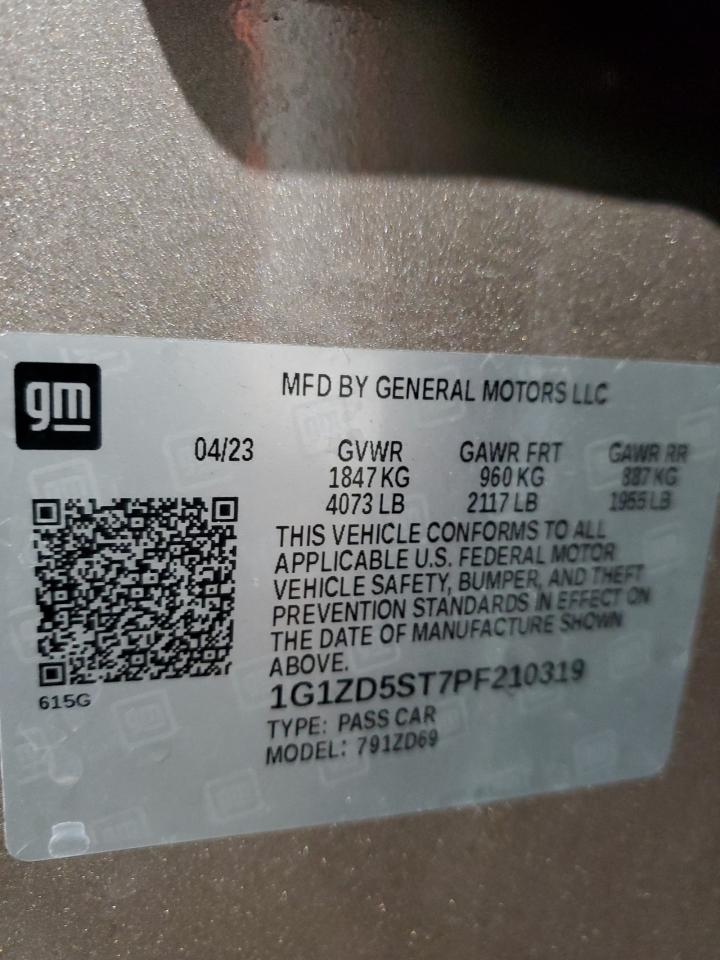 gm
MFD BY GENERAL MOTORS LLC
04/23 GVWR GAWR FRT GAWR RR
1847 KG 960 KG 887 KG
4073 LB 2117 LB 1955 LB
THIS VEHICLE CONFORMS TO ALL
APPLICABLE U.S. FEDERAL MOTOR
VEHICLE SAFETY, BUMPER, AND THEFT
PREVENTION STANDARDS IN EFFECT ON
THE DATE OF MANUFACTURE SHOWN
ABOVE.
615G
1G1ZD5ST7PF210319
TYPE: PASS CAR
MODEL: 791ZD69